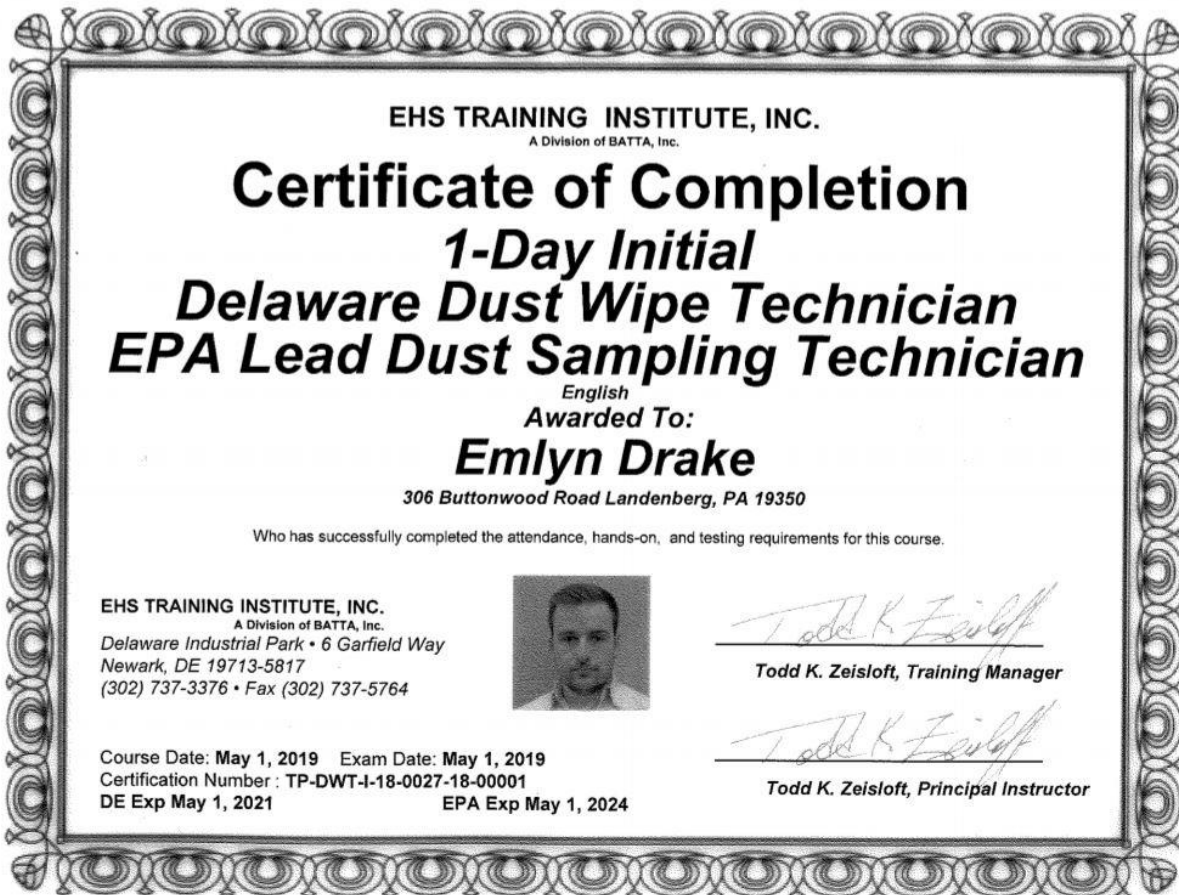 EHS TRAINING INSTITUTE, INC.
A Division of BATTA, Inc.
Certificate of Completion
1-Day Initial
Delaware Dust Wipe Technician
EPA Lead Dust Sampling Technician
English
Awarded To:
Emlyn Drake
306 Buttonwood Road Landenberg, PA 19350
Who has successfully completed the attendance, hands-on, and testing requirements for this course.
EHS TRAINING INSTITUTE, INC.
A Division of BATTA, Inc.
Delaware Industrial Park • 6 Garfield Way
Newark, DE 19713-5817
(302) 737-3376 • Fax (302) 737-5764
Todd K Zeisloff
Todd K. Zeisloft, Training Manager
Todd K Zeisloff
Todd K. Zeisloft, Principal Instructor
Course Date: May 1, 2019 Exam Date: May 1, 2019
Certification Number : TP-DWT-I-18-0027-18-00001
DE Exp May 1, 2021 EPA Exp May 1, 2024